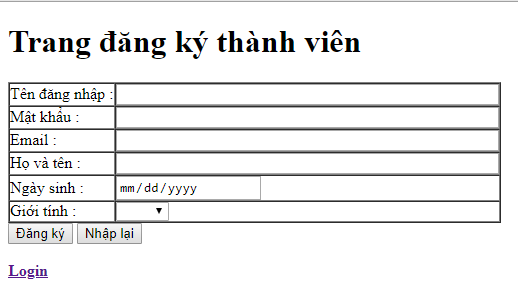 Trang đăng ký thành viên
Tên đăng nhập :
Mật khẩu :
Email :
Họ và tên :
Ngày sinh : mm/dd/yyyy
Giới tính :
Đăng ký Nhập lại
Login